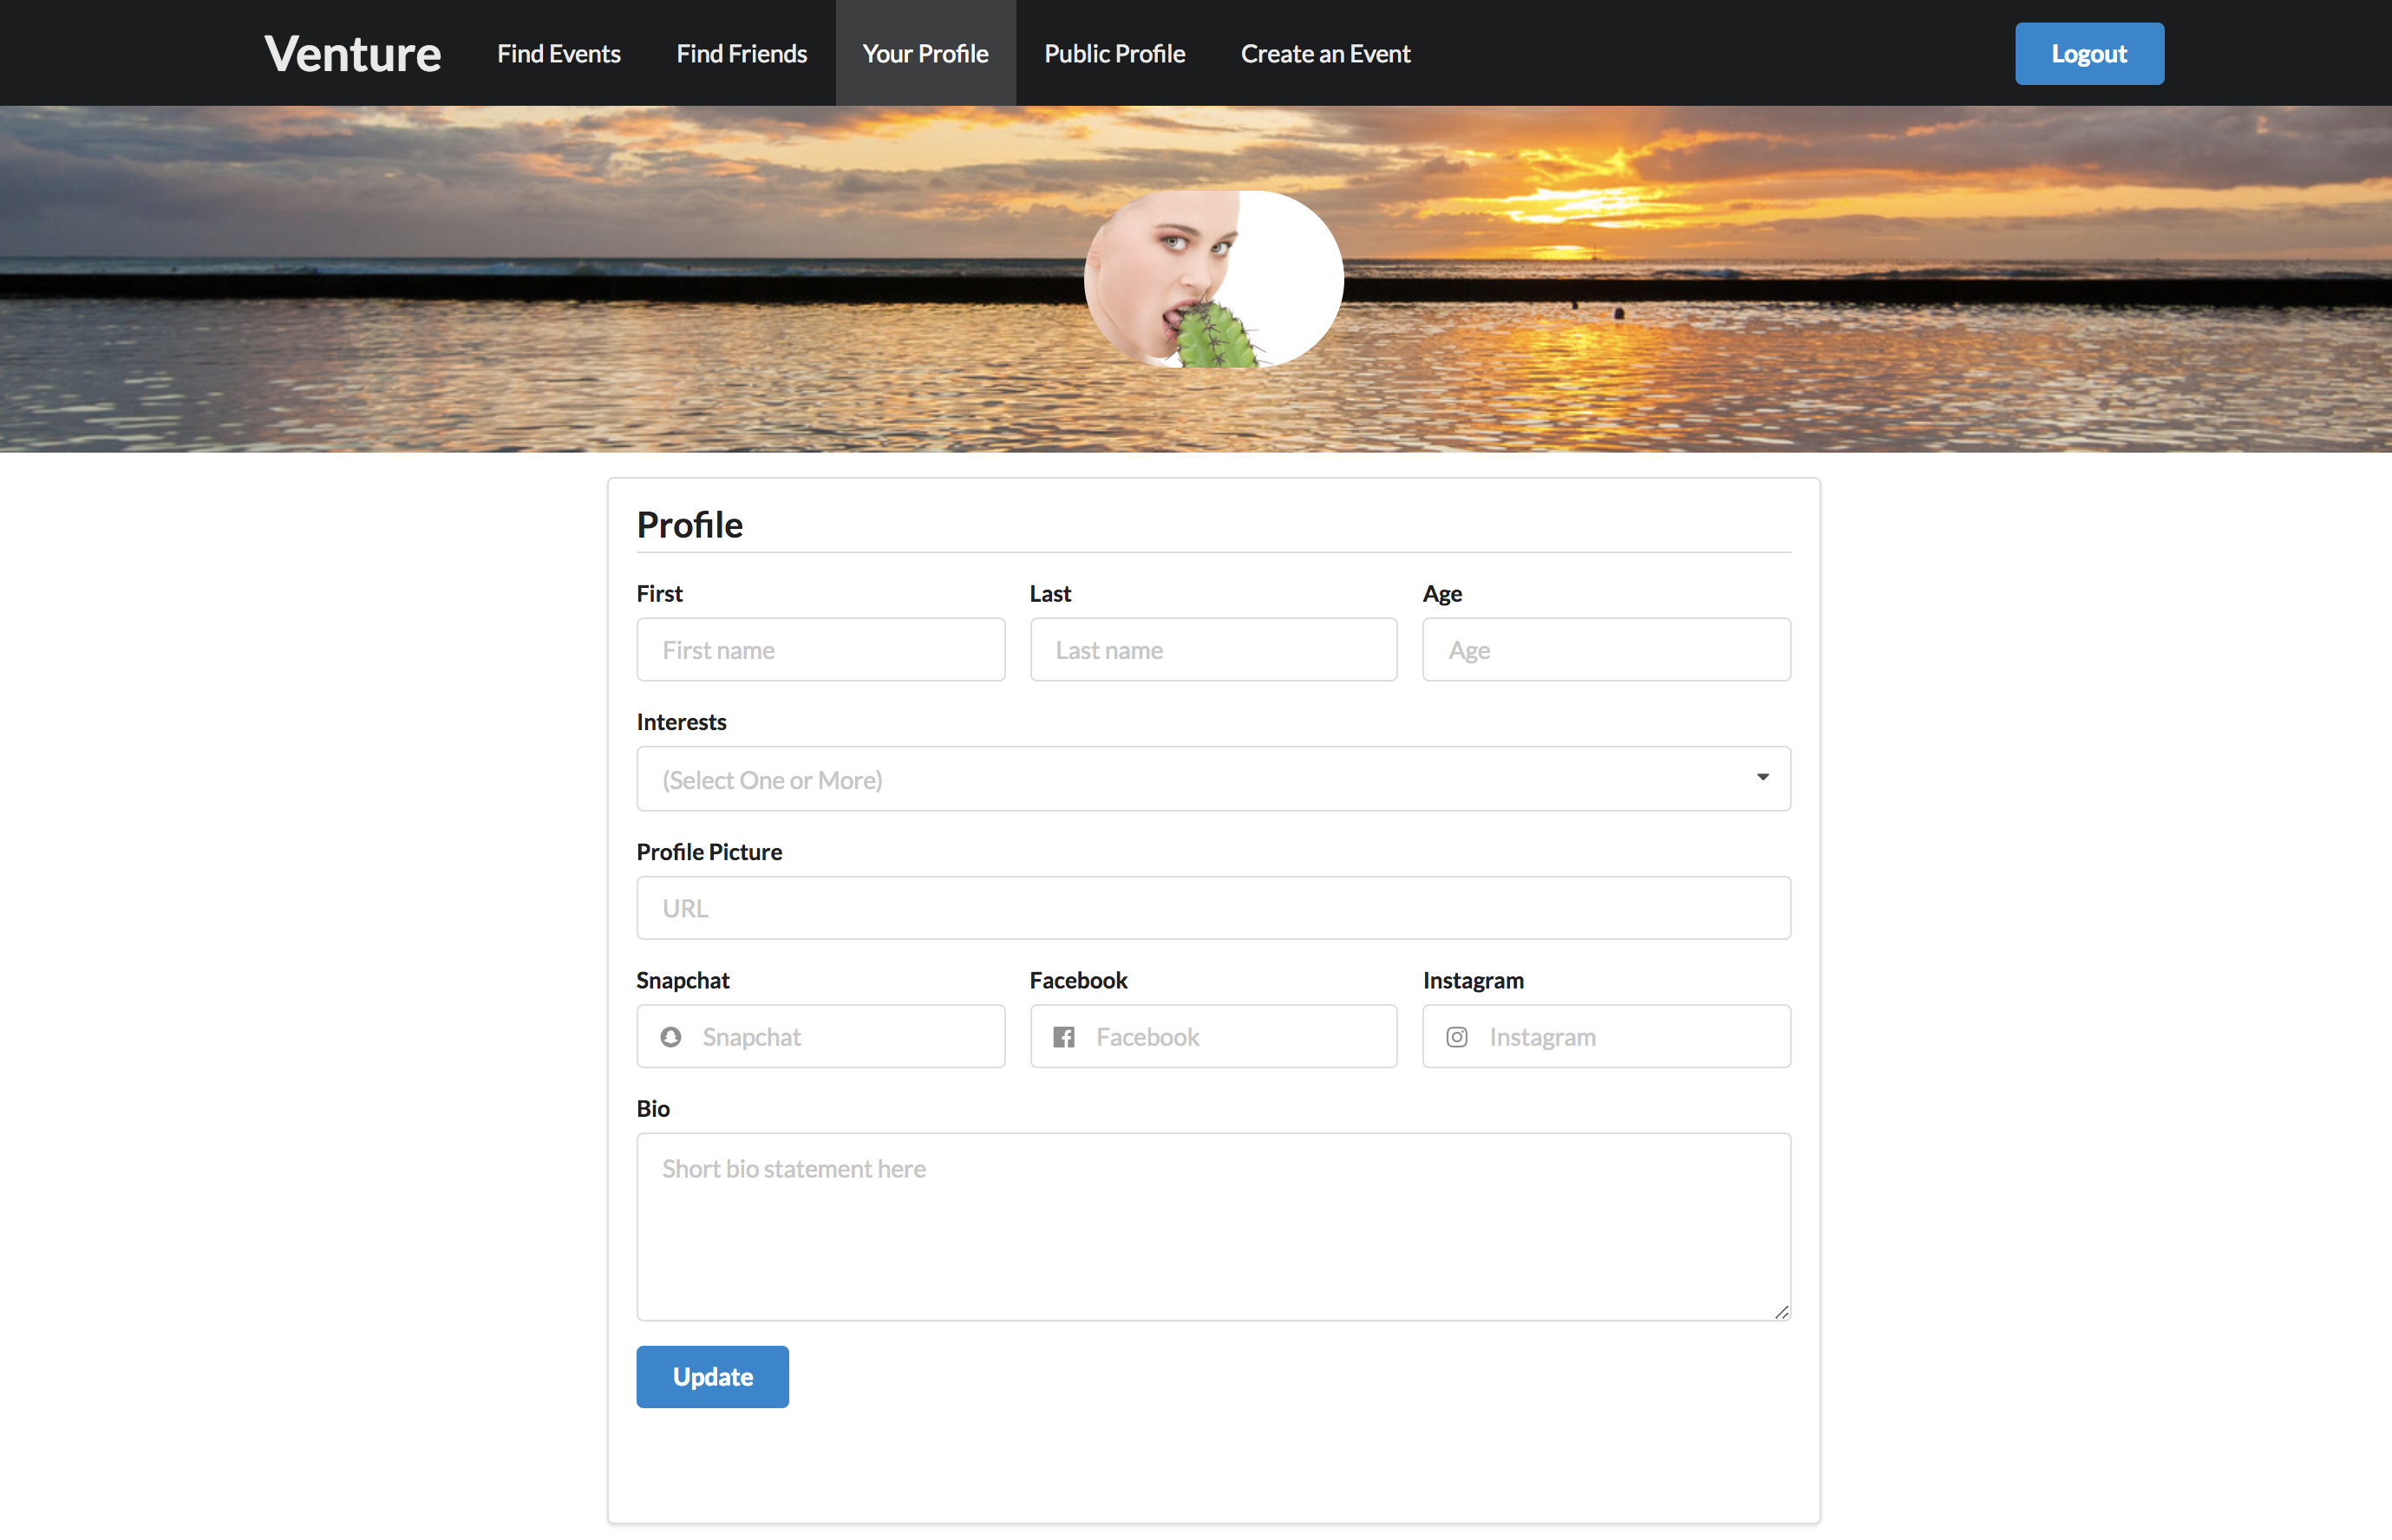 Venture Find Events Find Friends Your Profile Public Profile Create an Event Logout
Profile
First Last Age
First name Last name Age
Interests
(Select One or More)
Profile Picture
URL
Snapchat Facebook Instagram
Snapchat Facebook Instagram
Bio
Short bio statement here
Update